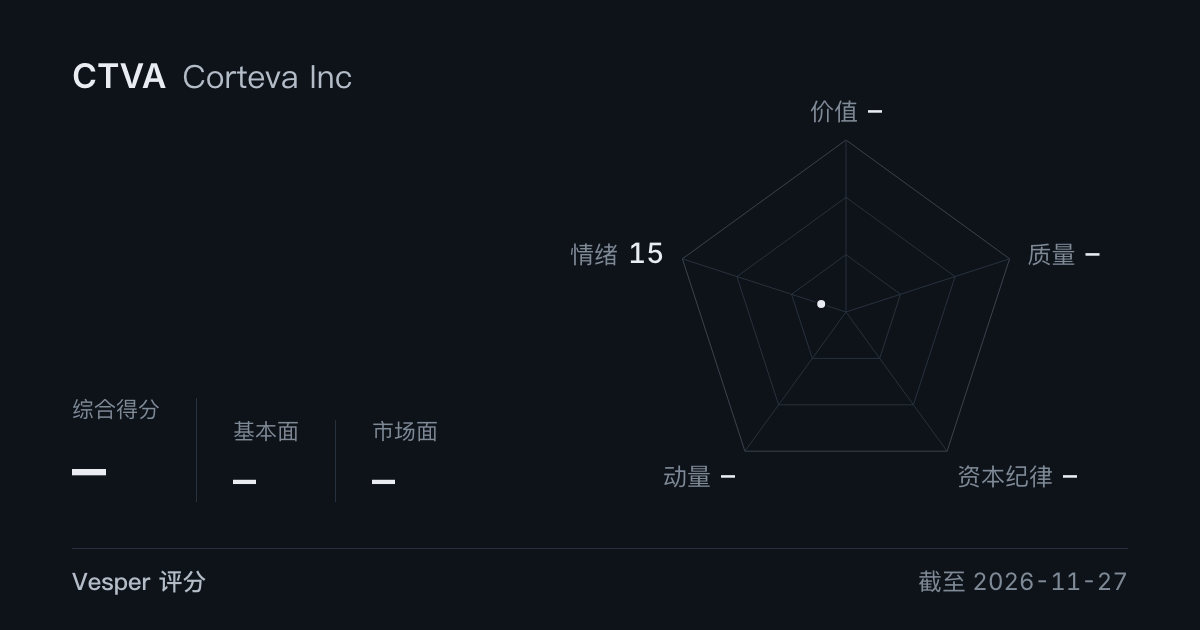 CTVA Corteva Inc
价值 –
情绪 15
质量 –
动量 –
资本纪律 –
综合得分
–
基本面
–
市场面
–
Vesper 评分
截至 2026-11-27